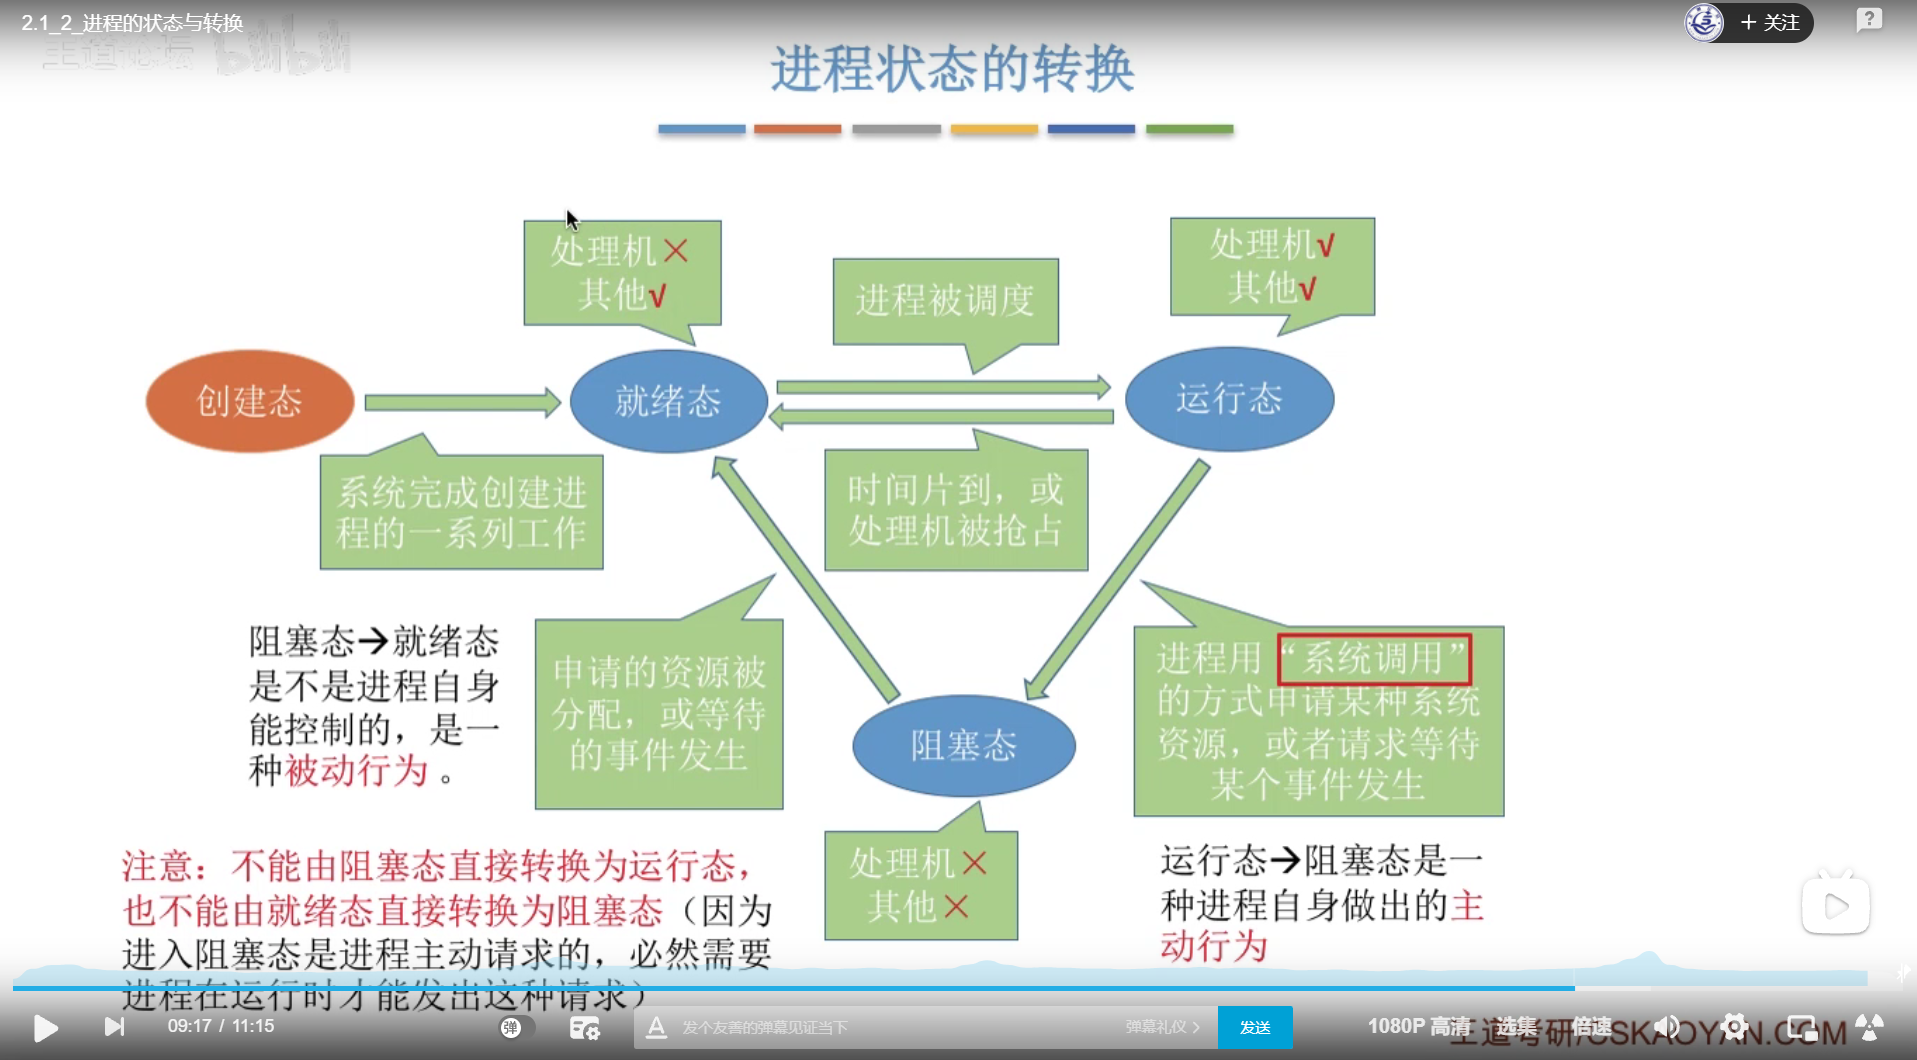 2.1_2_进程的状态与转换
关注
王道论坛 bilibili
进程状态的转换
处理机×
其他√
进程被调度
处理机√
其他√
创建态
就绪态
运行态
系统完成创建进
程的一系列工作
时间片到，或
处理机被抢占
阻塞态→就绪态
是不是进程自身
能控制的，是一
种被动行为。
申请的资源被
分配，或等待
的事件发生
进程用“系统调用”
的方式申请某种系统
资源，或者请求等待
某个事件发生
阻塞态
处理机×
其他×
运行态→阻塞态是一
种进程自身做出的主
动行为
注意：不能由阻塞态直接转换为运行态，
也不能由就绪态直接转换为阻塞态（因为
进入阻塞态是进程主动请求的，必然需要
进程在运行时才能发出这种请求）
09:17 / 11:15
弹
发个友善的弹幕见证当下
弹幕礼仪
发送
1080P 高清
选集
倍速
王道考研/CSKAOYAN.COM